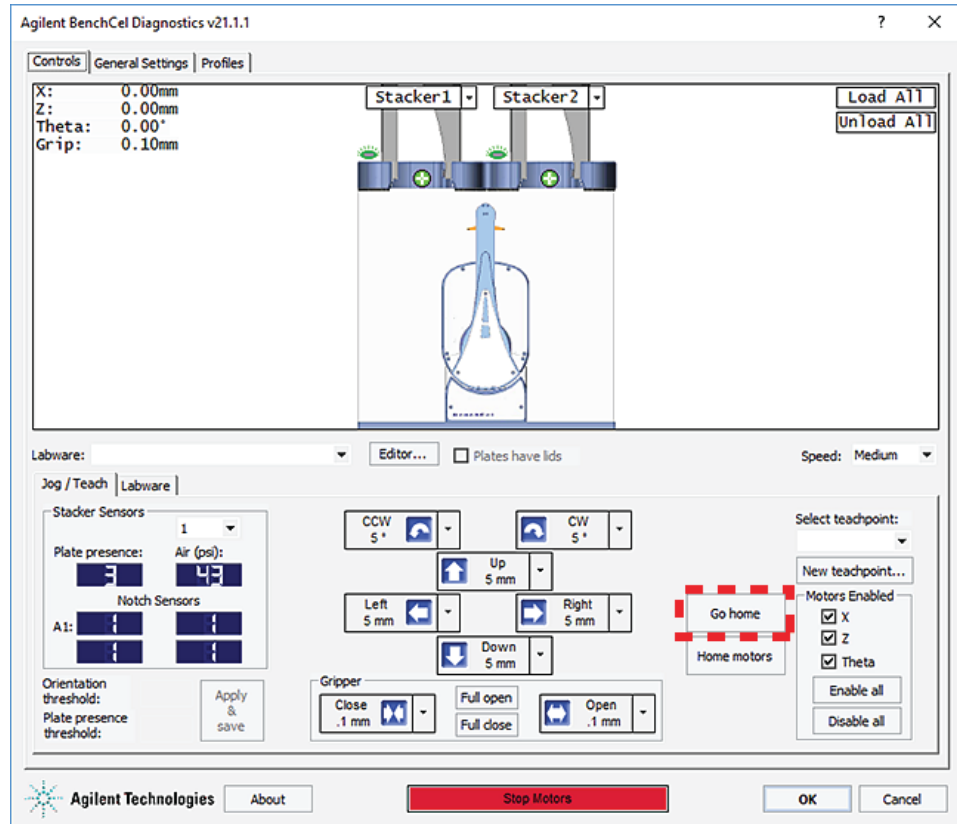 Agilent BenchCel Diagnostics v21.1.1
Controls General Settings Profiles
X: 0.00mm
Z: 0.00mm
Theta: 0.00°
Grip: 0.10mm
Stacker1 Stacker2
Load All
Unload All
Labware: Editor... Plates have lids Speed: Medium
Jog / Teach Labware
Stacker Sensors
1
Plate presence: Air (psi):
3 43
Notch Sensors
A1: 1 1
1 1
Orientation
threshold:
Plate presence
threshold:
Apply
&
save
CCW
5 °
CW
5 °
Up
5 mm
Left
5 mm
Right
5 mm
Down
5 mm
Gripper
Close
.1 mm
Full open
Full close
Open
.1 mm
Go home
Home motors
Select teachpoint:
New teachpoint...
Motors Enabled
X
Z
Theta
Enable all
Disable all
Agilent Technologies About Stop Motors OK Cancel